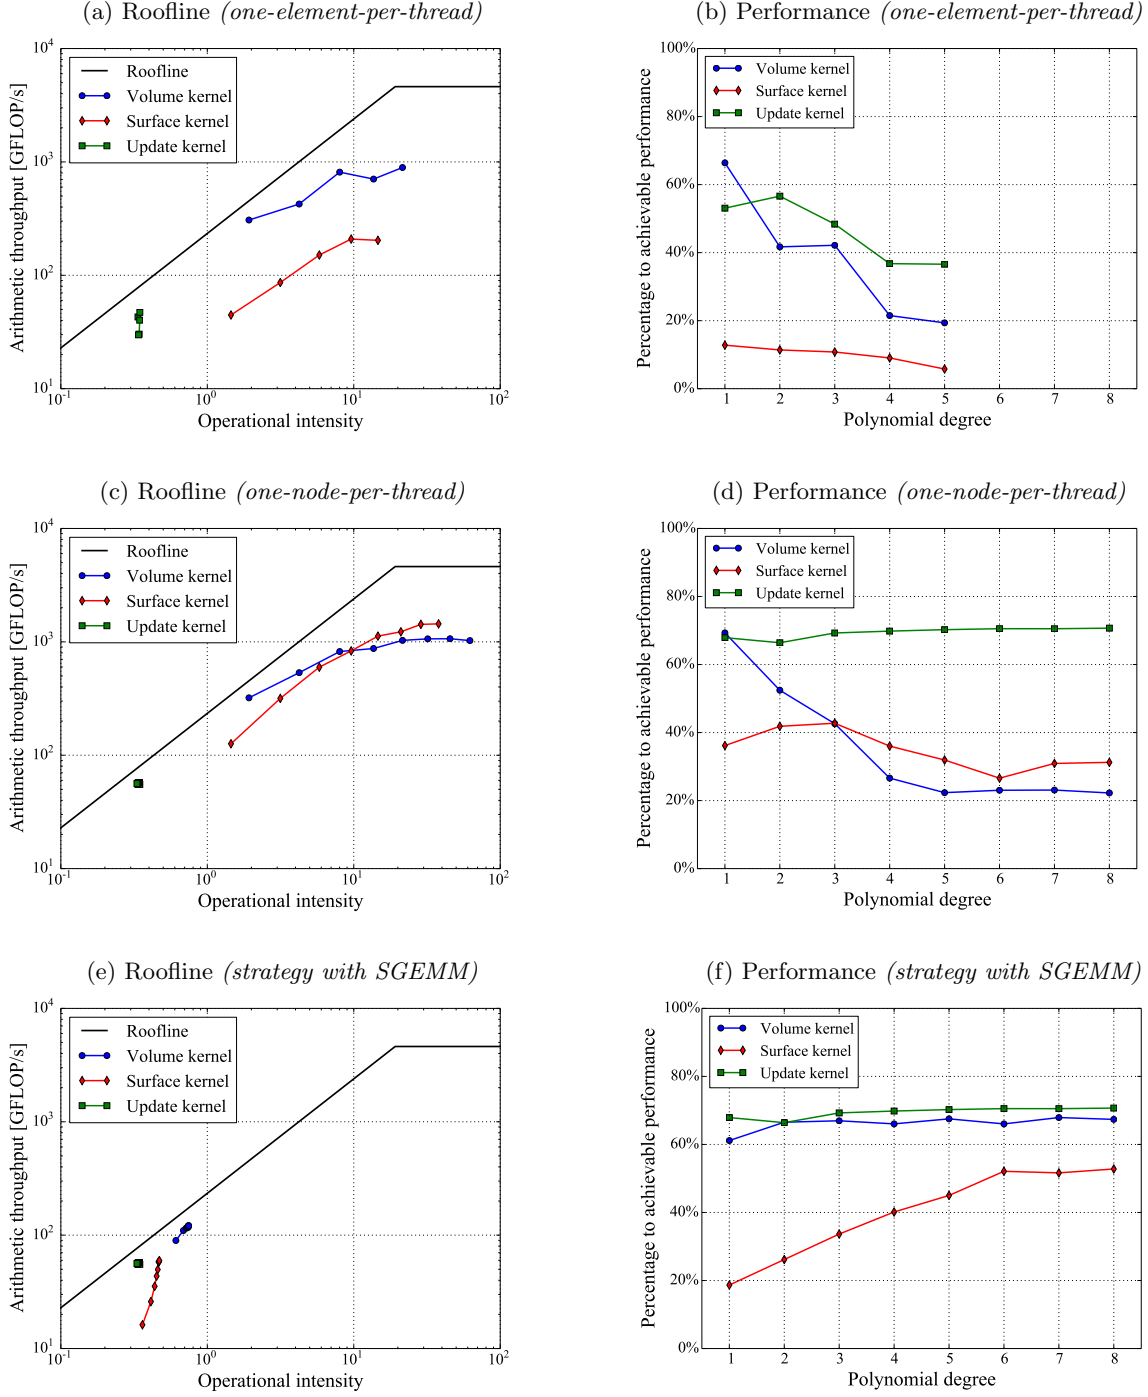 (a) Roofline (one-element-per-thread)
10^4
10^3
10^2
10^1
Arithmetic throughput [GFLOP/s]
Roofline
Volume kernel
Surface kernel
Update kernel
10^-1 10^0 10^1 10^2
Operational intensity
(b) Performance (one-element-per-thread)
100%
80%
60%
40%
20%
0%
Percentage to achievable performance
Volume kernel
Surface kernel
Update kernel
1 2 3 4 5 6 7 8
Polynomial degree
(c) Roofline (one-node-per-thread)
10^4
10^3
10^2
10^1
Arithmetic throughput [GFLOP/s]
Roofline
Volume kernel
Surface kernel
Update kernel
10^-1 10^0 10^1 10^2
Operational intensity
(d) Performance (one-node-per-thread)
100%
80%
60%
40%
20%
0%
Percentage to achievable performance
Volume kernel
Surface kernel
Update kernel
1 2 3 4 5 6 7 8
Polynomial degree
(e) Roofline (strategy with SGEMM)
10^4
10^3
10^2
10^1
Arithmetic throughput [GFLOP/s]
Roofline
Volume kernel
Surface kernel
Update kernel
10^-1 10^0 10^1 10^2
Operational intensity
(f) Performance (strategy with SGEMM)
100%
80%
60%
40%
20%
0%
Percentage to achievable performance
Volume kernel
Surface kernel
Update kernel
1 2 3 4 5 6 7 8
Polynomial degree